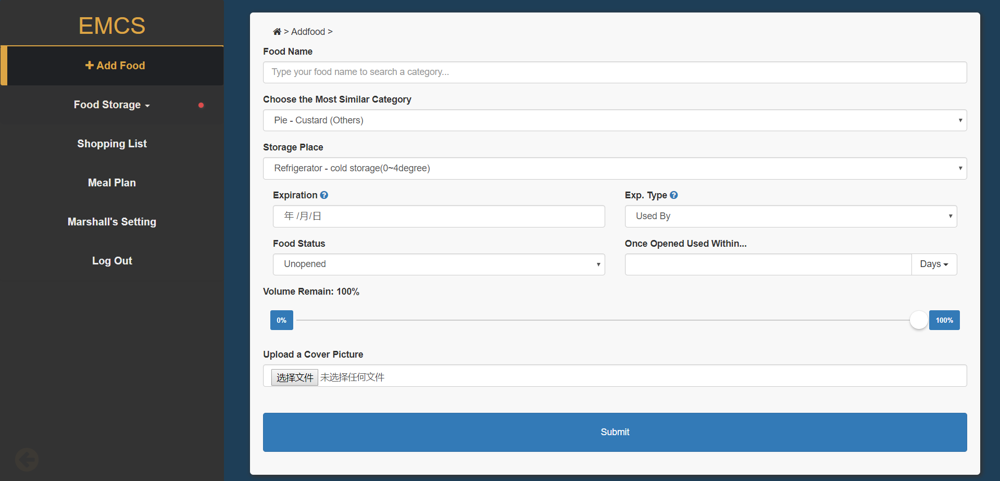 EMCS
Add Food
Food Storage
Shopping List
Meal Plan
Marshall's Setting
Log Out
> Addfood >
Food Name
Type your food name to search a category...
Choose the Most Similar Category
Pie - Custard (Others)
Storage Place
Refrigerator - cold storage(0~4degree)
Expiration
Exp. Type
年 /月/日
Used By
Food Status
Once Opened Used Within...
Unopened
Days
Volume Remain: 100%
0%
100%
Upload a Cover Picture
选择文件 未选择任何文件
Submit